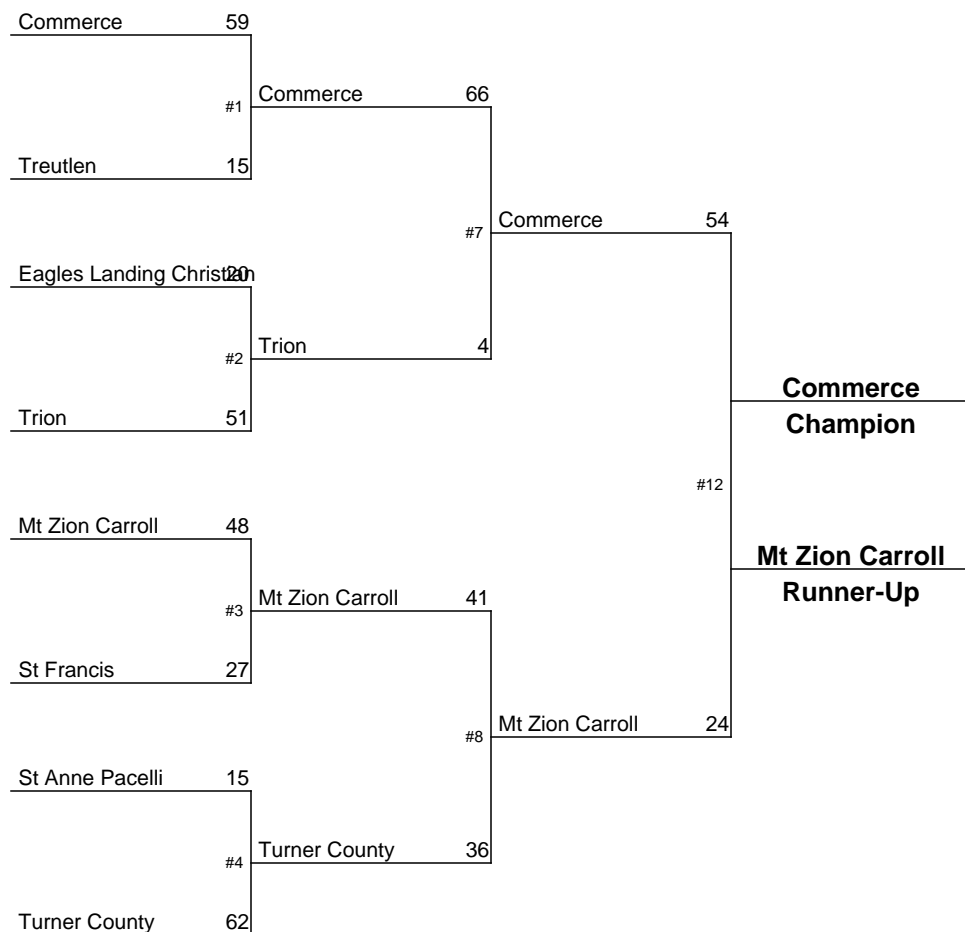 Commerce 59
#1 Commerce 66
Treutlen 15
#7 Commerce 54
Eagles Landing Christian 20
#2 Trion 4
Commerce
Trion 51
Champion
#12
Mt Zion Carroll 48
Mt Zion Carroll
#3 Mt Zion Carroll 41
Runner-Up
St Francis 27
#8 Mt Zion Carroll 24
St Anne Pacelli 15
#4 Turner County 36
Turner County 62